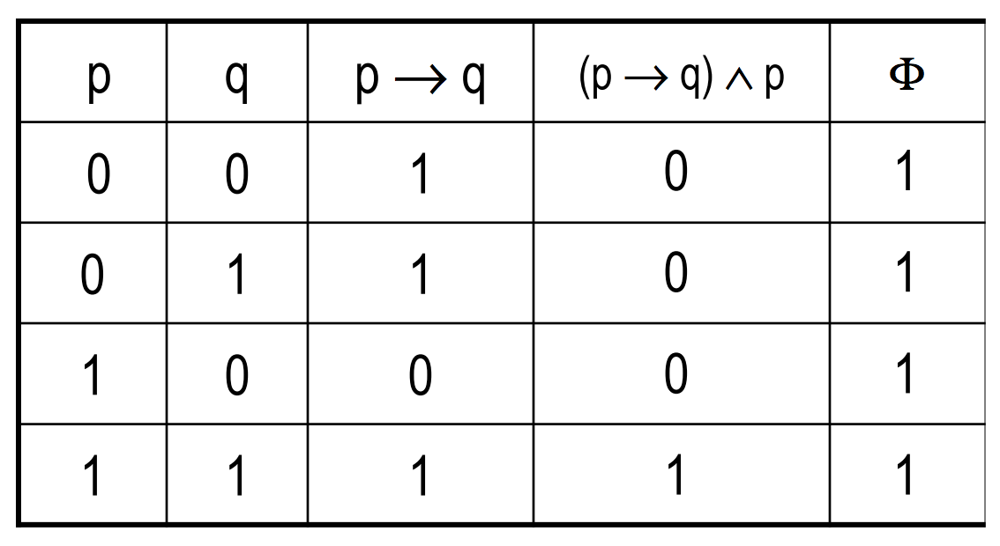 p q p → q (p → q) ∧ p Φ
0 0 1 0 1
0 1 1 0 1
1 0 0 0 1
1 1 1 1 1